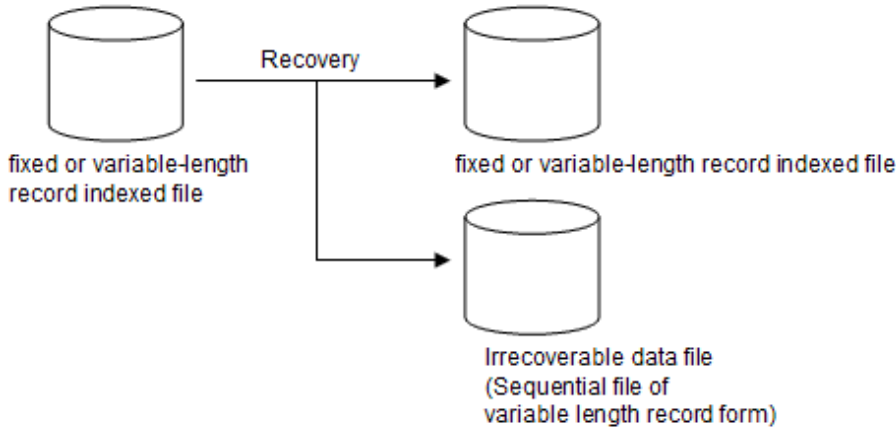 Recovery
fixed or variable-length
record indexed file
fixed or variable-length record indexed file
Irrecoverable data file
(Sequential file of
variable length record form)